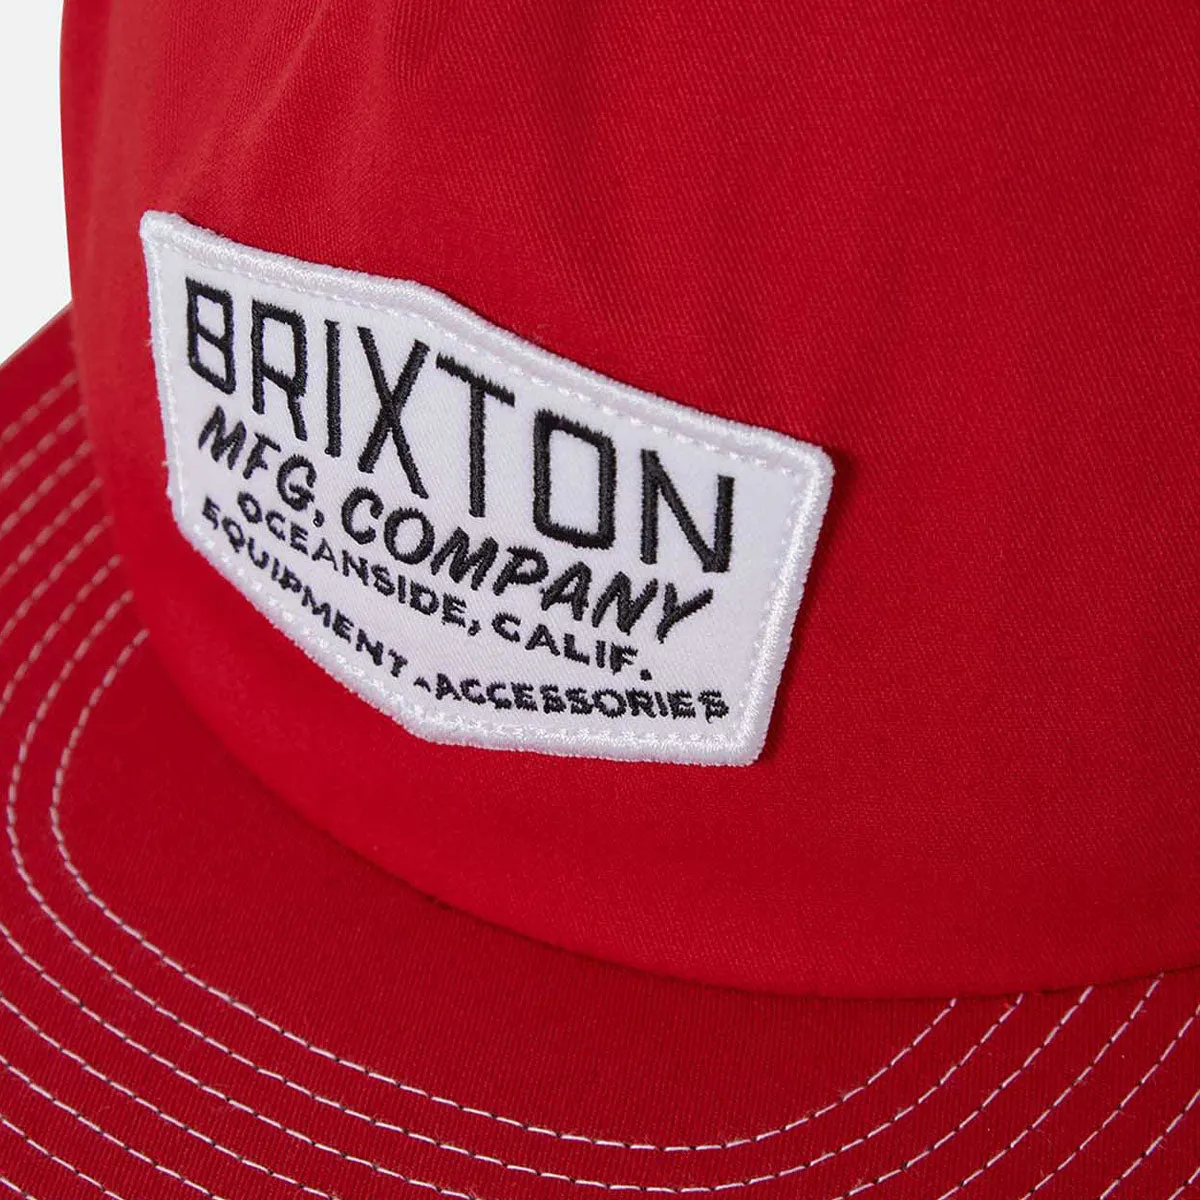 BRIXTON
MFG, COMPANY
OCEANSIDE, CALIF.
EQUIPMENT . ACCESSORIES